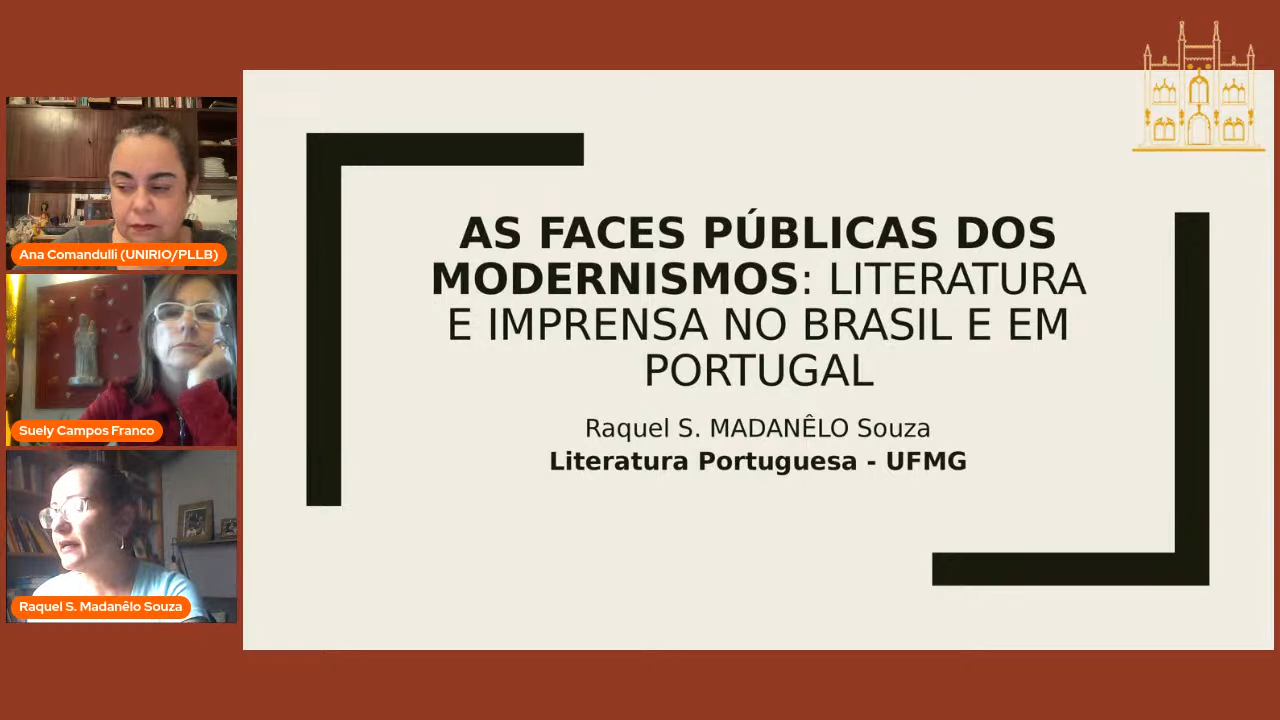 Ana Comandulli (UNIRIO/PLLB)
Suely Campos Franco
Raquel S. Madanêlo Souza
AS FACES PÚBLICAS DOS
MODERNISMOS: LITERATURA
E IMPRENSA NO BRASIL E EM
PORTUGAL
Raquel S. MADANÊLO Souza
Literatura Portuguesa - UFMG